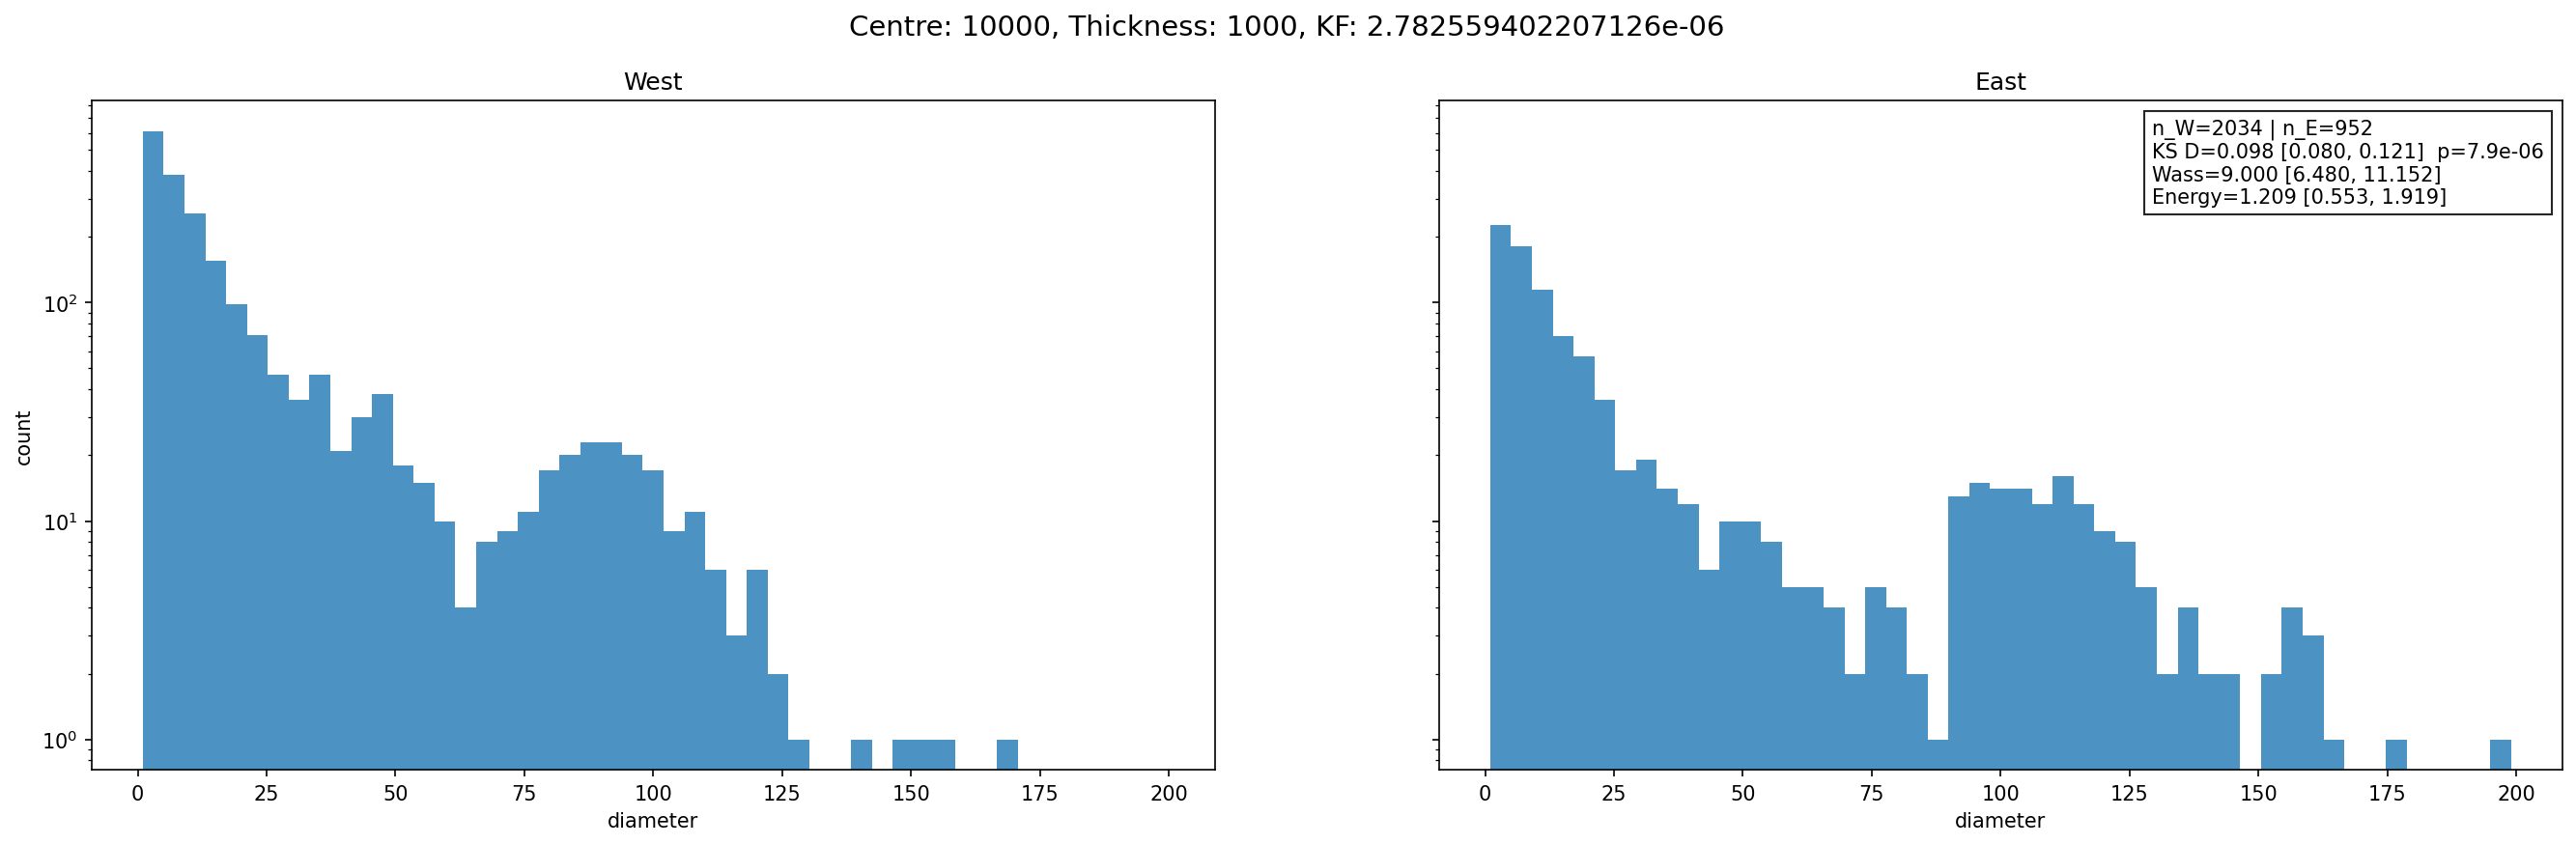 Centre: 10000, Thickness: 1000, KF: 2.782559402207126e-06
West
count
10²
10¹
10⁰
0 25 50 75 100 125 150 175 200
diameter
East
n_W=2034 | n_E=952
KS D=0.098 [0.080, 0.121]  p=7.9e-06
Wass=9.000 [6.480, 11.152]
Energy=1.209 [0.553, 1.919]
0 25 50 75 100 125 150 175 200
diameter